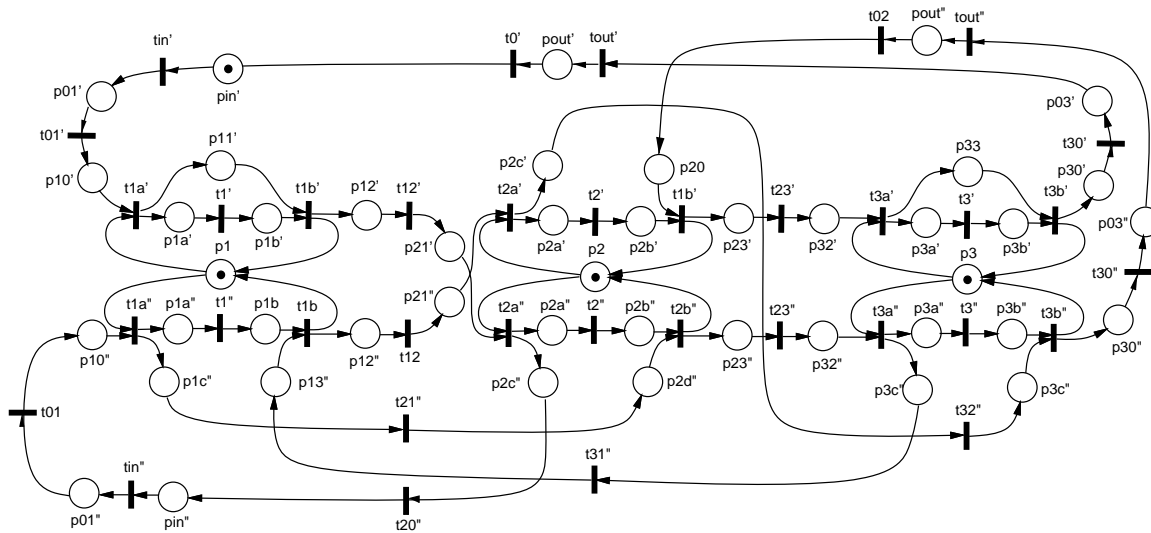 t02 pout" tout"
tin' t0' pout' tout'
pin'
p01' p03'
t01' p11' p2c' p20 p33 t30'
p10' p30'
t1a' t1' t1b' p12' t12' t2a' t2' t1b' t23' t3a' t3' t3b'
p03"
p1a' p1b' p21' p2a' p2b' p23' p32' p3a' p3b'
p1 p2 p3
t30"
t1a" p1a" t1" p1b t1b p21" t2a" p2a" t2" p2b" t2b" t23" t3a" p3a" t3" p3b t3b"
p10" p12" t12 p23" p32" p30"
p1c" p13" p2c" p2d" p3c" p3c"
t01 t21" t32"
t31"
tin"
p01" pin" t20"